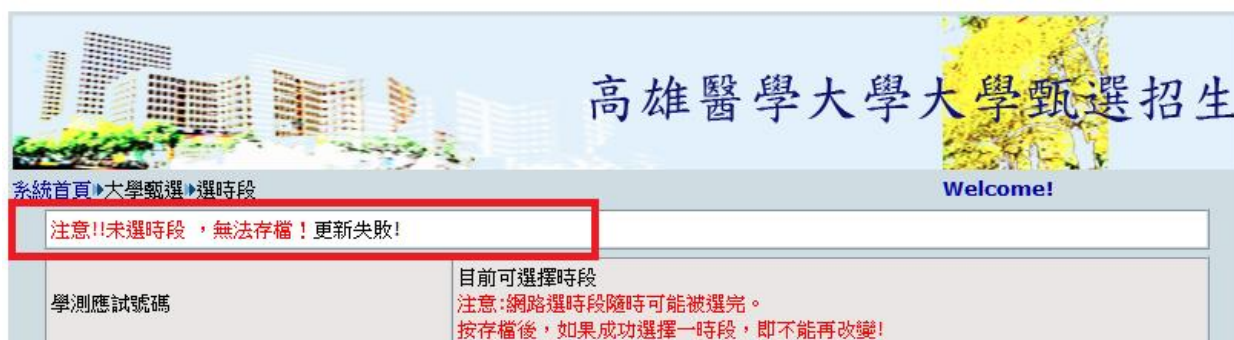 高雄醫學大學大學甄選招生
系統首頁▶大學甄選▶選時段
Welcome!
注意!!未選時段 ，無法存檔！更新失敗!
學測應試號碼
目前可選擇時段
注意:網路選時段隨時可能被選完。
按存檔後，如果成功選擇一時段，即不能再改變!